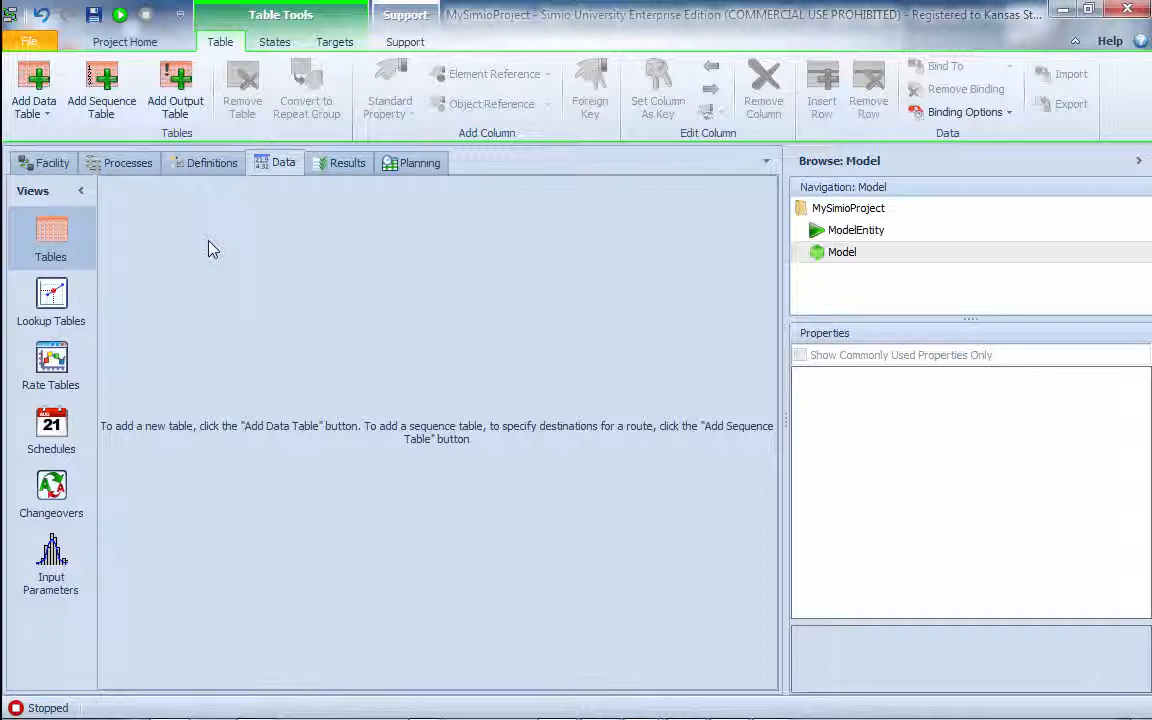 Table Tools
Support
MySimioProject - Simio University Enterprise Edition (COMMERCIAL USE PROHIBITED) - Registered to Kansas St...
File
Project Home
Table
States
Targets
Support
Help
Add Data Table
Add Sequence Table
Add Output Table
Remove Table
Convert to Repeat Group
Tables
Standard Property
Element Reference
Object Reference
Foreign Key
Add Column
Set Column As Key
Remove Column
Edit Column
Insert Row
Remove Row
Bind To
Remove Binding
Binding Options
Import
Export
Data
Facility
Processes
Definitions
Data
Results
Planning
Views
Tables
Lookup Tables
Rate Tables
AUG
21
Schedules
Changeovers
Input Parameters
To add a new table, click the "Add Data Table" button. To add a sequence table, to specify destinations for a route, click the "Add Sequence
Table" button
Browse: Model
Navigation: Model
MySimioProject
ModelEntity
Model
Properties
Show Commonly Used Properties Only
Stopped